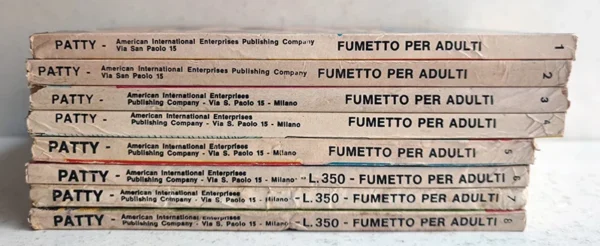 PATTY - American International Enterprises Publishing Company
Via San Paolo 15 FUMETTO PER ADULTI 1
PATTY - American International Enterprises Publishing Company
Via San Paolo 15 FUMETTO PER ADULTI 2
PATTY - American International Enterprises
Publishing Company - Via S. Paolo 15 - Milano FUMETTO PER ADULTI 3
PATTY - American International Enterprises
Publishing Company - Via S. Paolo 15 - Milano FUMETTO PER ADULTI 4
PATTY - American International Enterprises
Publishing Company - Via S. Paolo 15 - Milano FUMETTO PER ADULTI 5
PATTY - American International Enterprises
Publishing Company - Via S. Paolo 15 - Milano - L.350 - FUMETTO PER ADULTI 6
PATTY - American International Enterprises
Publishing Company - Via S. Paolo 15 - Milano - L.350 - FUMETTO PER ADULTI 7
PATTY - American International Enterprises
Publishing Company - Via S. Paolo 15 - Milano - L.350 - FUMETTO PER ADULTI 8